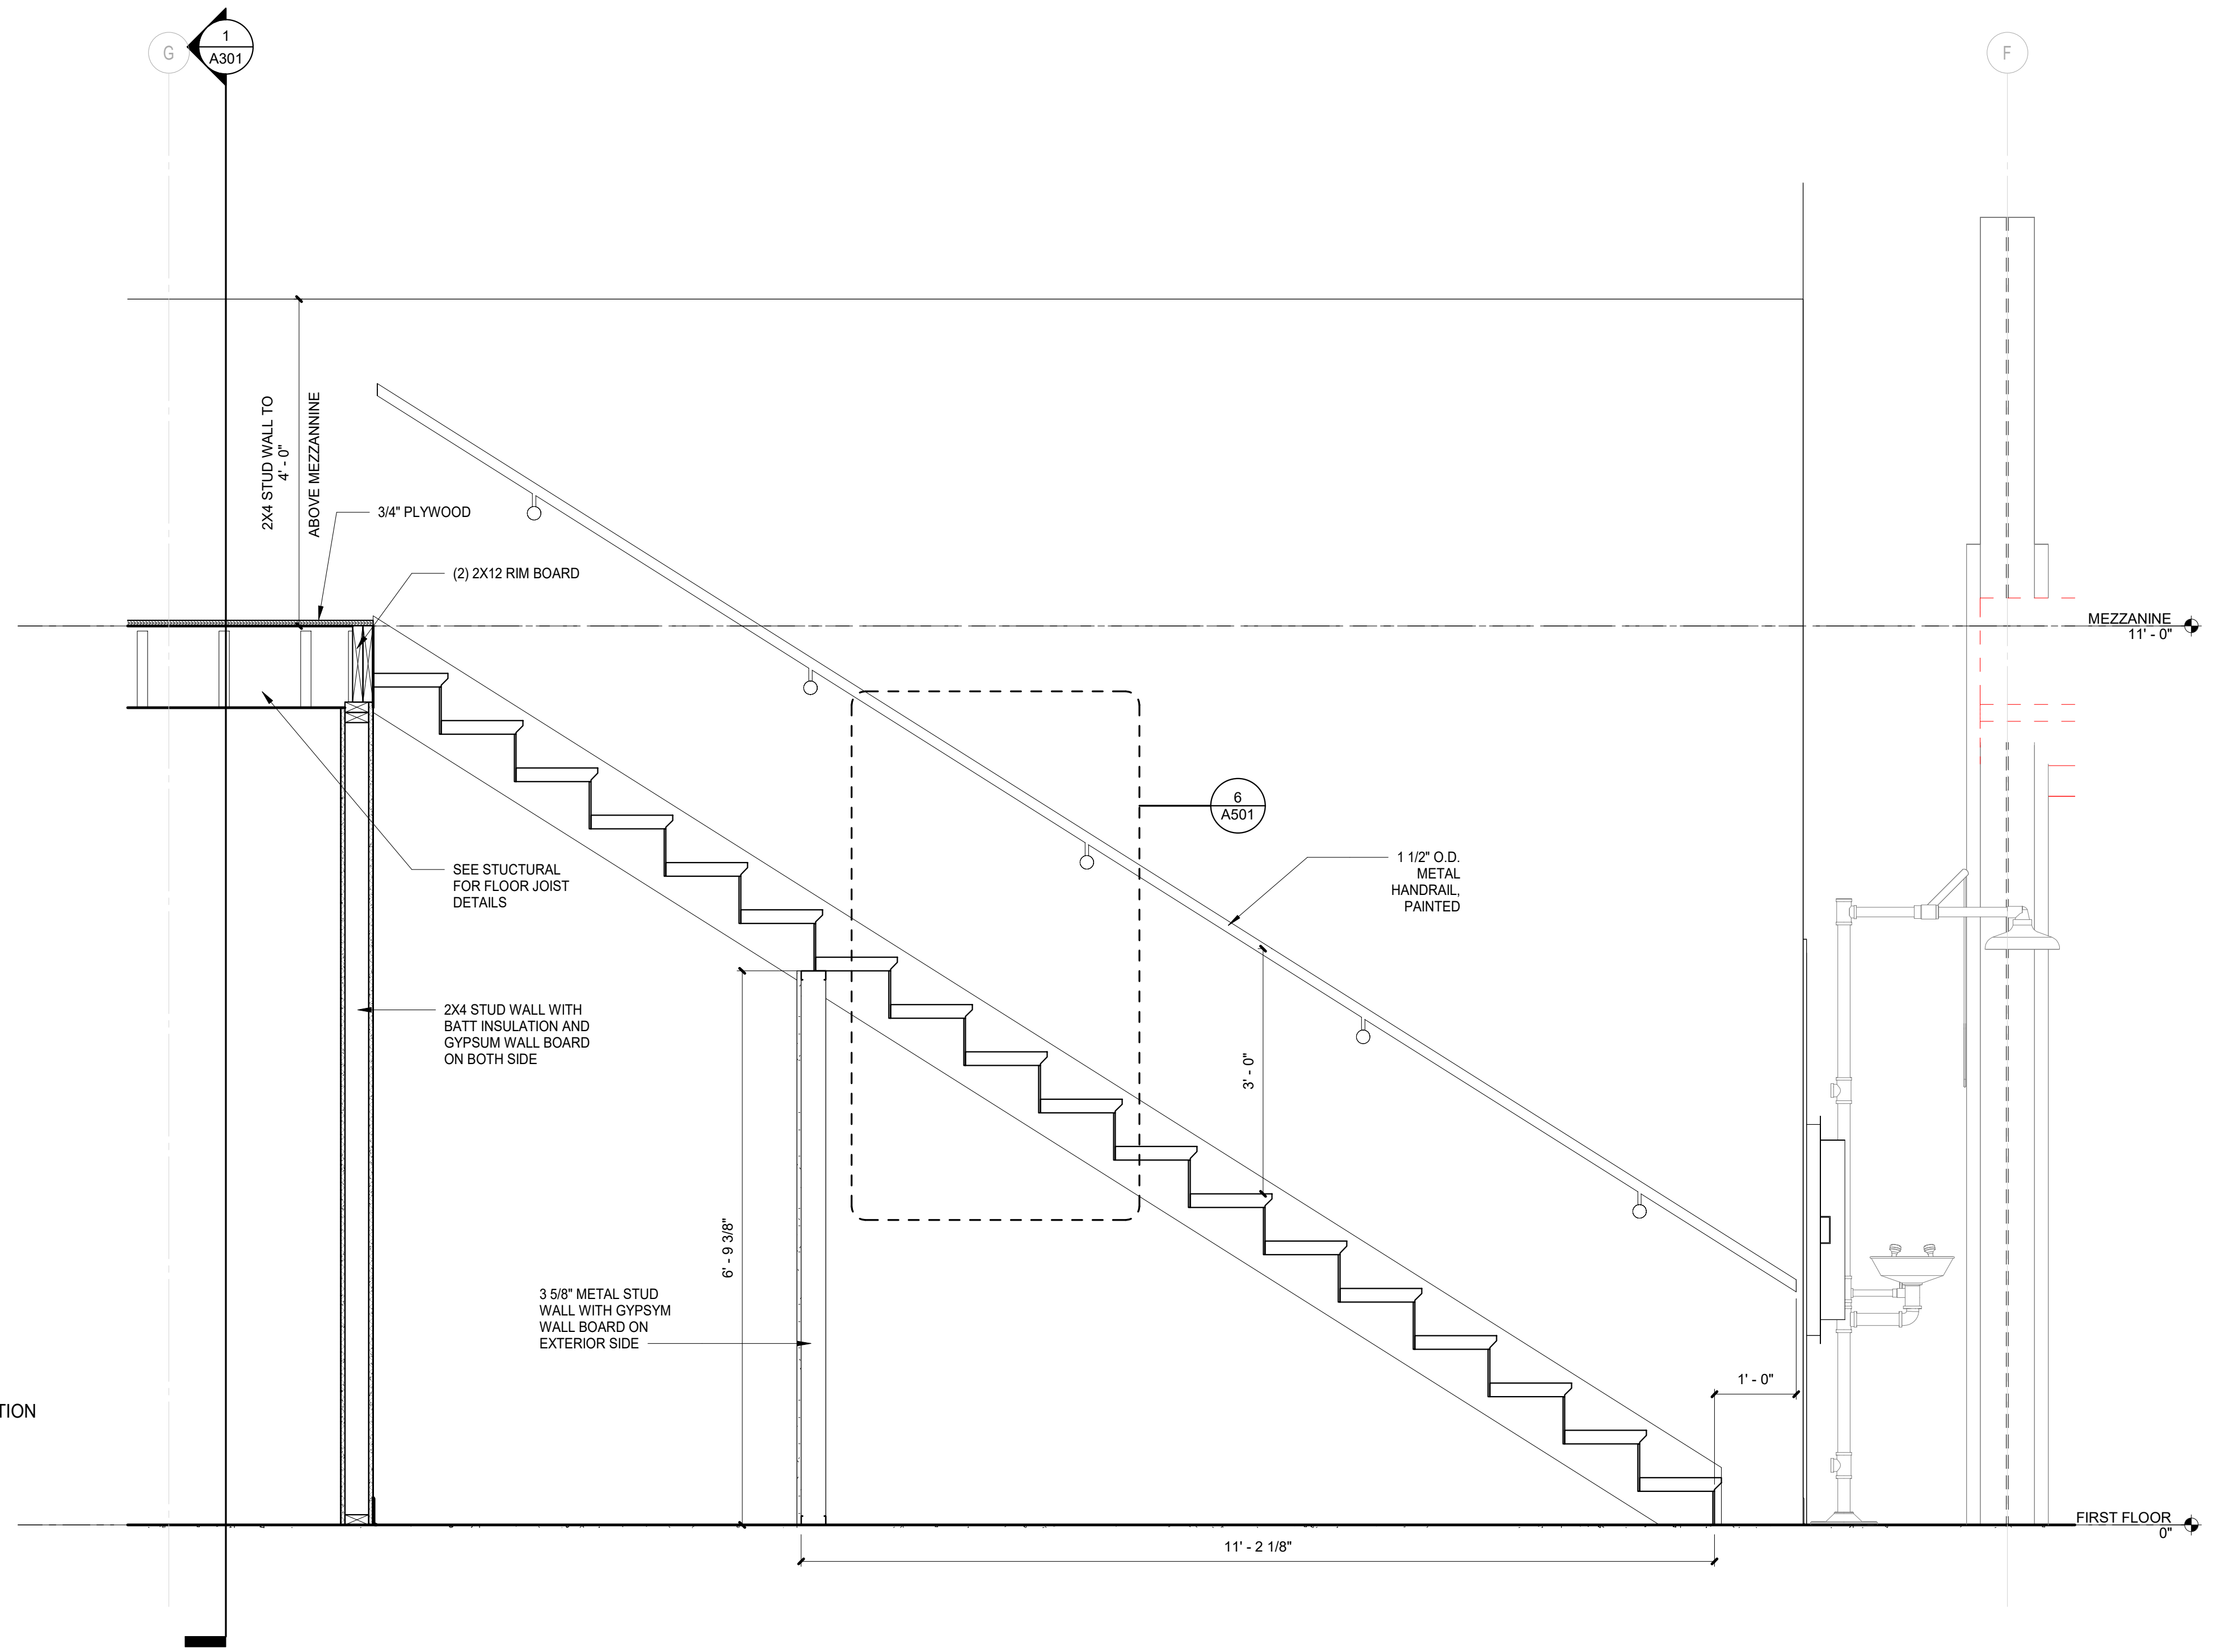 G
1
A301
F
2X4 STUD WALL TO
4' - 0"
ABOVE MEZZANNINE
3/4" PLYWOOD
(2) 2X12 RIM BOARD
MEZZANINE
11' - 0"
6
A501
SEE STUCTURAL
FOR FLOOR JOIST
DETAILS
1 1/2" O.D.
METAL
HANDRAIL,
PAINTED
2X4 STUD WALL WITH
BATT INSULATION AND
GYPSUM WALL BOARD
ON BOTH SIDE
3' - 0"
6' - 9 3/8"
3 5/8" METAL STUD
WALL WITH GYPSYM
WALL BOARD ON
EXTERIOR SIDE
1' - 0"
TION
FIRST FLOOR
0"
11' - 2 1/8"